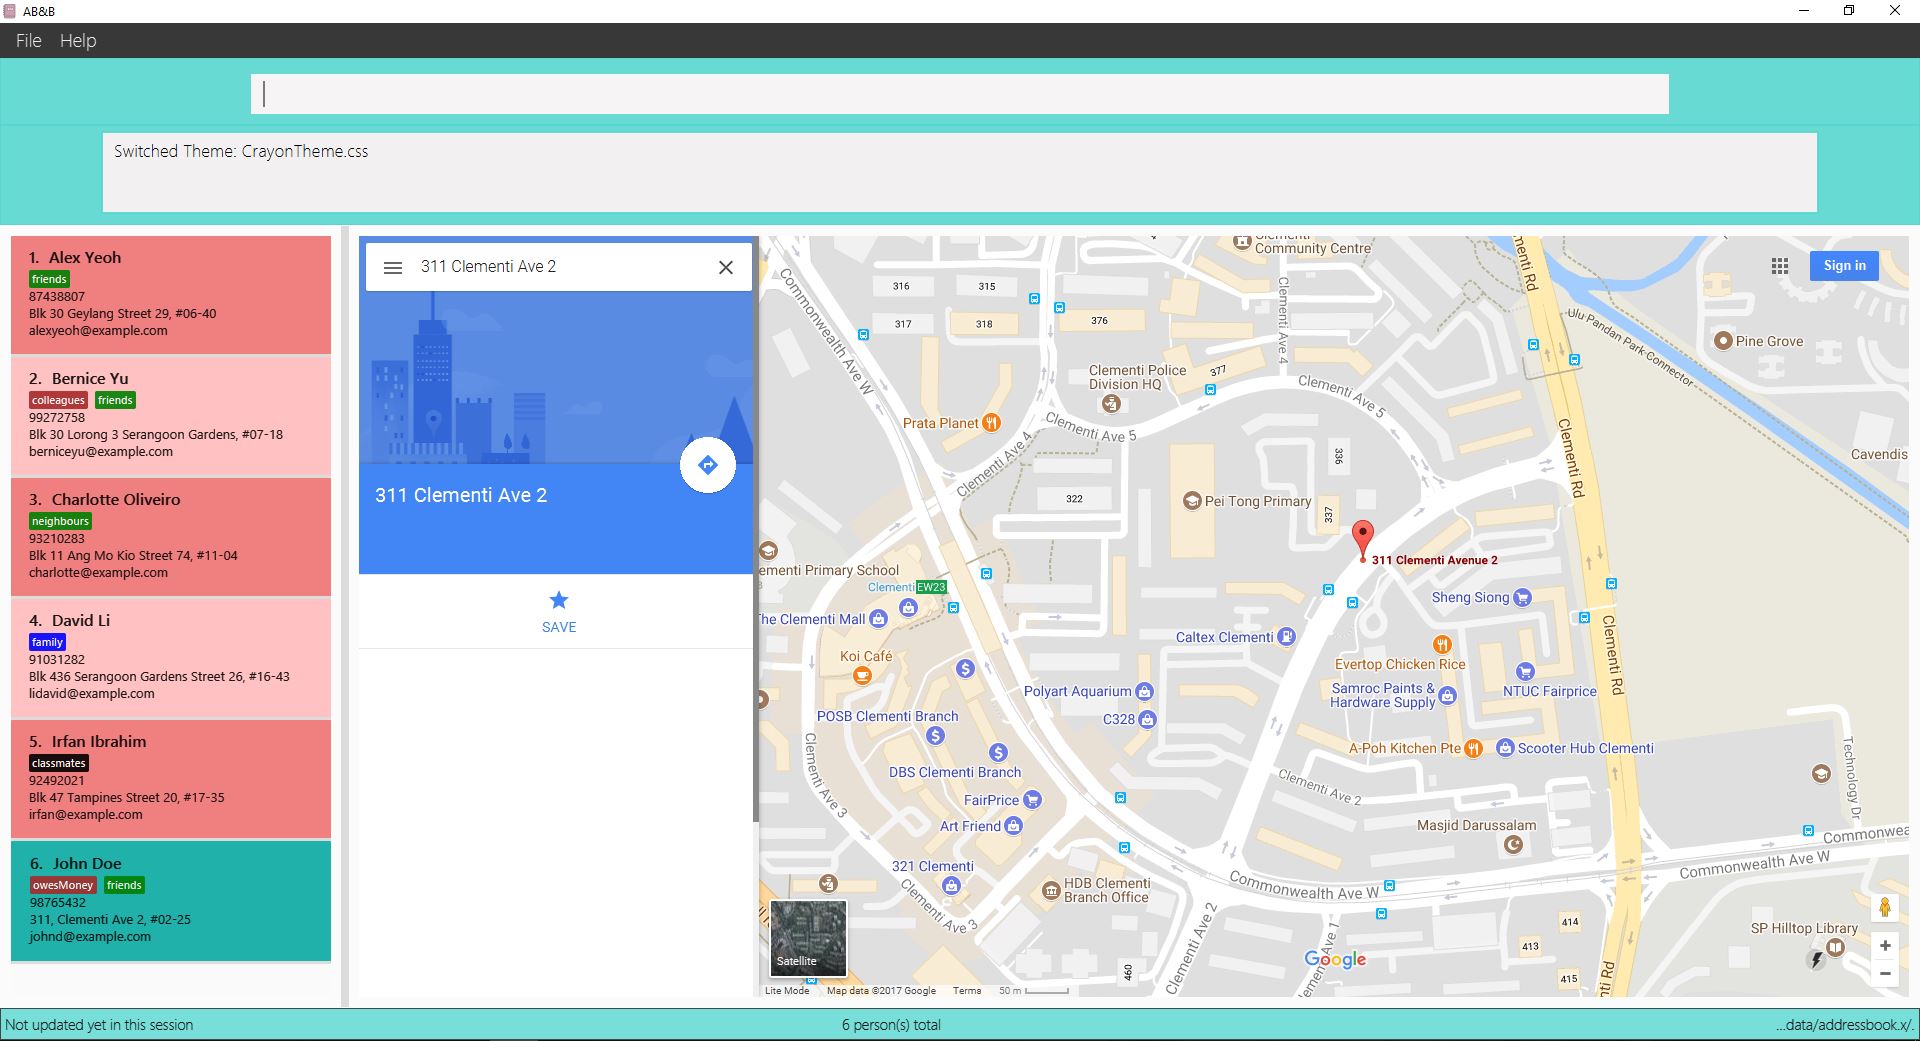 AB&B
File Help
Switched Theme: CrayonTheme.css
1. Alex Yeoh
friends
87438807
Blk 30 Geylang Street 29, #06-40
alexyeoh@example.com
2. Bernice Yu
colleagues friends
99272758
Blk 30 Lorong 3 Serangoon Gardens, #07-18
berniceyu@example.com
3. Charlotte Oliveiro
neighbours
93210283
Blk 11 Ang Mo Kio Street 74, #11-04
charlotte@example.com
4. David Li
family
91031282
Blk 436 Serangoon Gardens Street 26, #16-43
lidavid@example.com
5. Irfan Ibrahim
classmates
92492021
Blk 47 Tampines Street 20, #17-35
irfan@example.com
6. John Doe
owesMoney friends
98765432
311, Clementi Ave 2, #02-25
johnd@example.com
311 Clementi Ave 2
311 Clementi Ave 2
SAVE
Clementi
Community Centre
Sign in
menti Rd
Commonwealth Ave W
316
315
317
318
376
Clementi Ave 4
Ulu Pandan Park Connector
Pine Grove
Clementi Police
Division HQ
377
Clementi Ave 5
Prata Planet
Clementi Ave 5
Clementi Ave 4
Clementi Rd
Cavendis
336
322
Pei Tong Primary
337
311 Clementi Avenue 2
ementi Primary School
Clementi EW23
Sheng Siong
The Clementi Mall
Caltex Clementi
Clementi Rd
Koi Café
Evertop Chicken Rice
Polyart Aquarium
Samroc Paints &
Hardware Supply
NTUC Fairprice
C328
POSB Clementi Branch
A-Poh Kitchen Pte
Scooter Hub Clementi
Technology Dr
Clementi Ave 3
DBS Clementi Branch
Clementi Ave 2
FairPrice
Art Friend
Masjid Darussalam
Commonwea
Commonwealth Ave W
321 Clementi
HDB Clementi
Branch Office
Commonwealth Ave W
Clementi Ave 3
Clementi Ave 2
lementi Ave 1
414
SP Hilltop Library
413
460
415
nti Rd
Satellite
Google
Lite Mode Map data ©2017 Google Terms 50 m
Not updated yet in this session 6 person(s) total ...data/addressbook.x/.